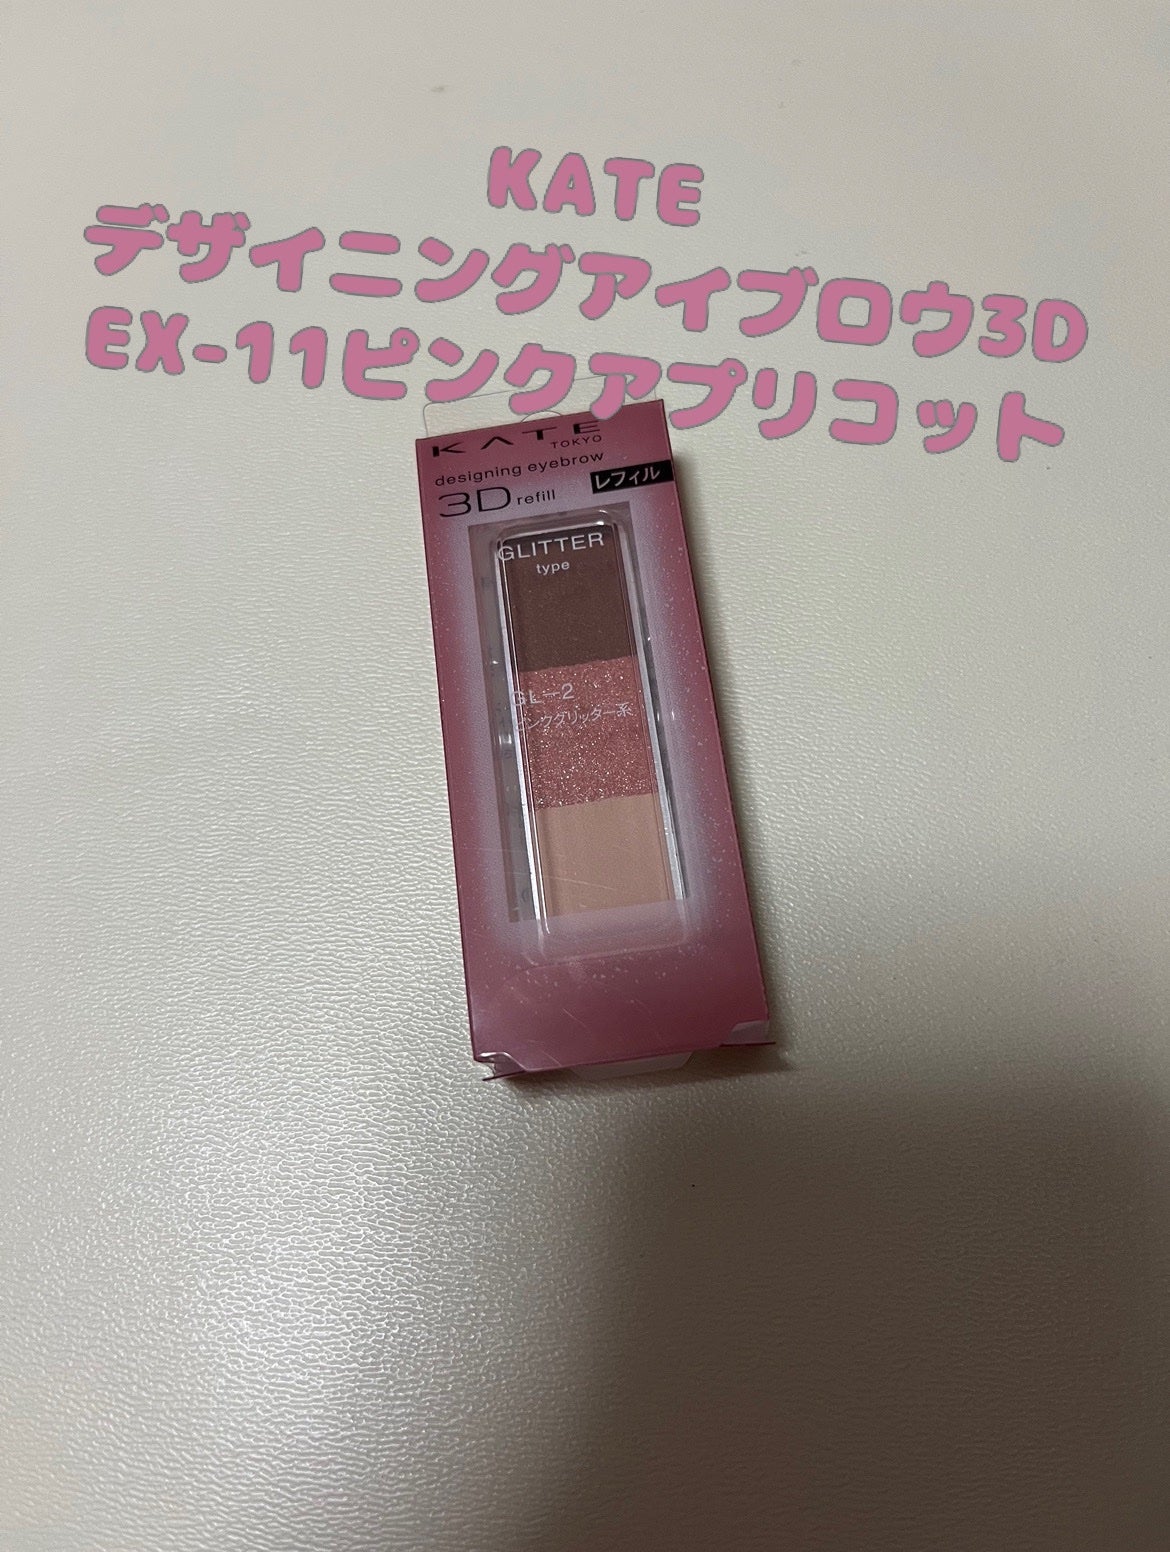 KATE
デザイニングアイブロウ3D
EX-11ピンクアプリコット
KATE
TOKYO
designing eyebrow
3D refill
レフィル
GLITTER
type
GL-2
ピンクグリッター系